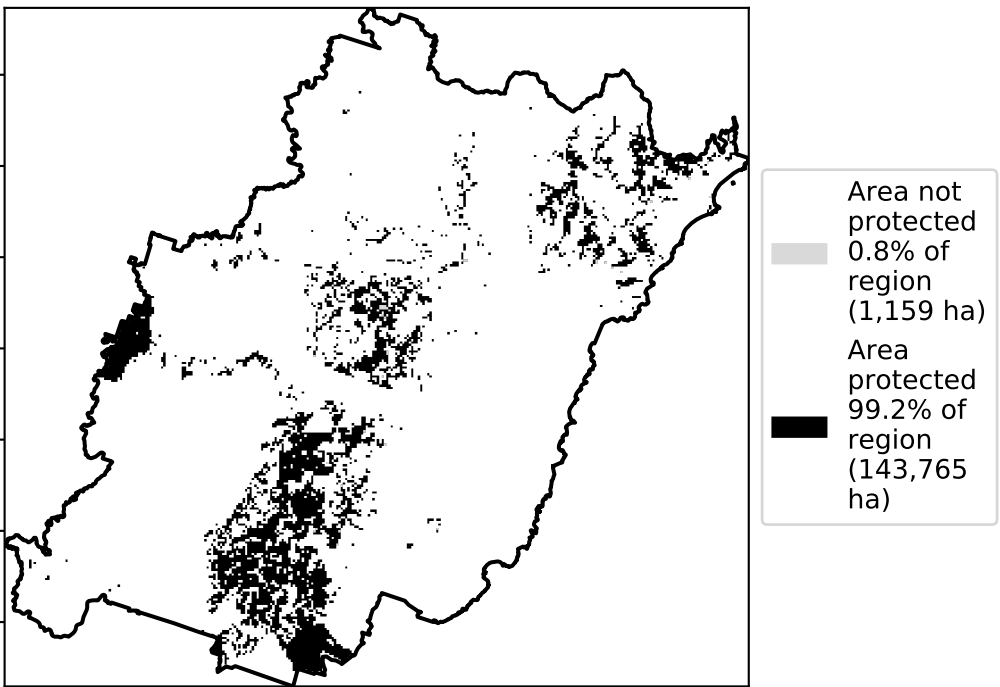 Area not
protected
0.8% of
region
(1,159 ha)
Area
protected
99.2% of
region
(143,765
ha)